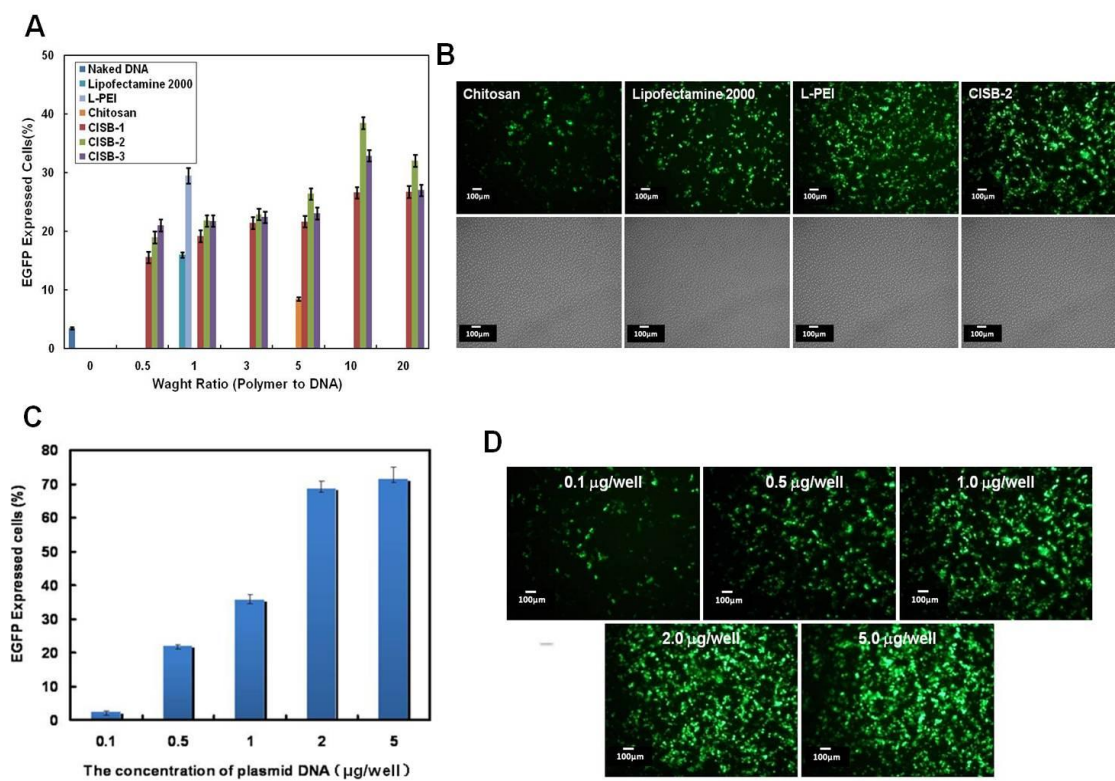 A
50
40
30
20
10
0
EGFP Expressed Cells(%)
Naked DNA
Lipofectamine 2000
L-PEI
Chitosan
CISB-1
CISB-2
CISB-3
0 0.5 1 3 5 10 20
Waght Ratio (Polymer to DNA)
B
Chitosan Lipofectamine 2000 L-PEI CISB-2
100µm 100µm 100µm 100µm
100µm 100µm 100µm 100µm
C
80
70
60
50
40
30
20
10
0
EGFP Expressed cells (%)
0.1 0.5 1 2 5
The concentration of plasmid DNA (µg/well)
D
0.1 µg/well 0.5 µg/well 1.0 µg/well
100µm 100µm 100µm
2.0 µg/well 5.0 µg/well
100µm 100µm